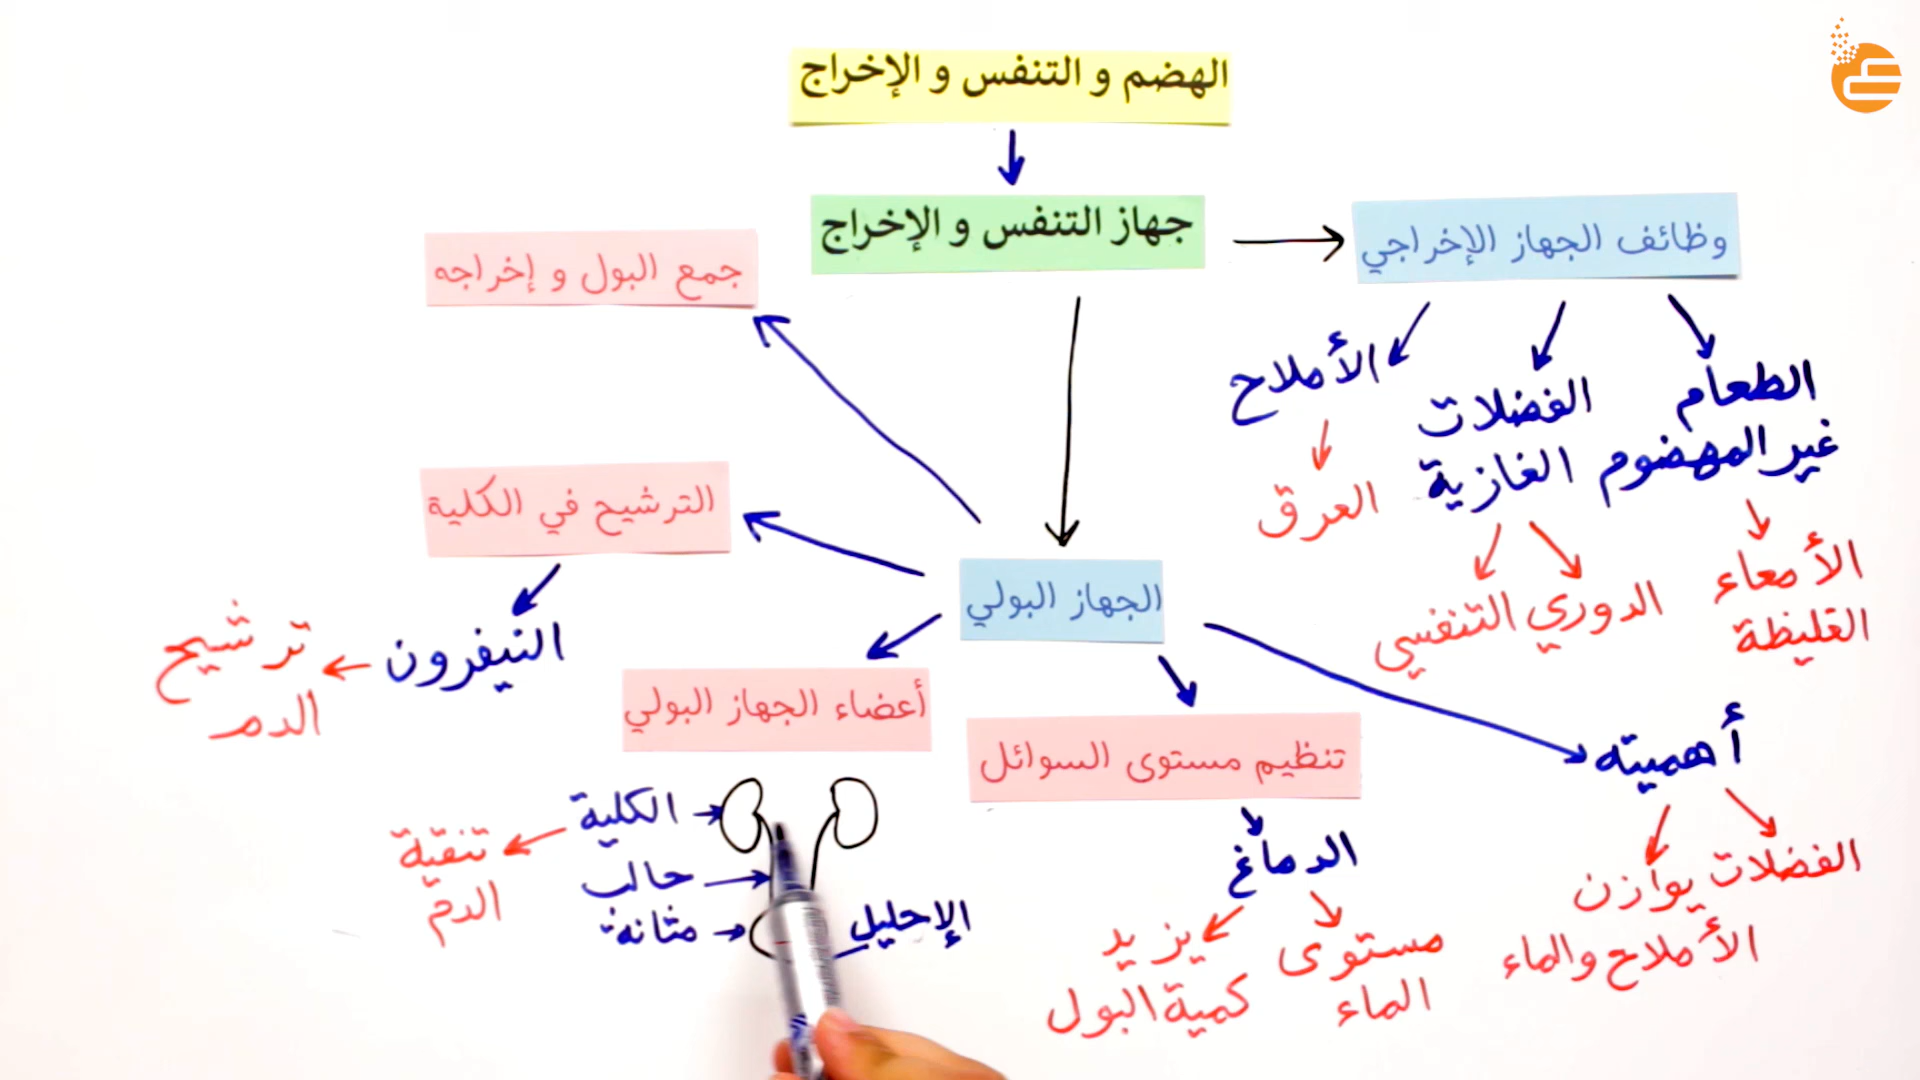 الهضم و التنفس و الإخراج
جهاز التنفس و الإخراج
وظائف الجهاز الإخراجي
الطعام
غير المهضوم
الأمعاء
الغليظة
الفضلات
الغازية
الدوري
التنفسي
الأملاح
العرق
جمع البول و إخراجه
الترشيح في الكلية
النيفرون
ترشيح
الدم
الجهاز البولي
أعضاء الجهاز البولي
الكلية
تنقية
الدم
حالب
مثانة
الإحليل
تنظيم مستوى السوائل
الدماغ
مستوى
الماء
يزيد
كمية البول
أهميته
الفضلات
يوازن
الأملاح والماء